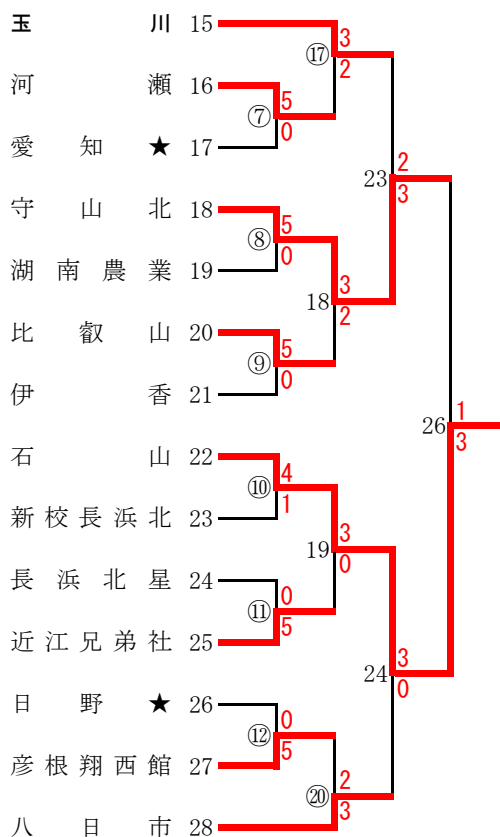 玉川 15
3
⑰
2
河瀬 16
5
⑦
0
愛知★ 17
2
23
3
守山北 18
5
⑧
0
湖南農業 19
3
18
2
比叡山 20
5
⑨
0
伊香 21
1
26
3
石山 22
4
⑩
1
新校長浜北 23
3
19
0
長浜北星 24
0
⑪
5
近江兄弟社 25
3
24
0
日野★ 26
0
⑫
5
彦根翔西館 27
2
⑳
3
八日市 28